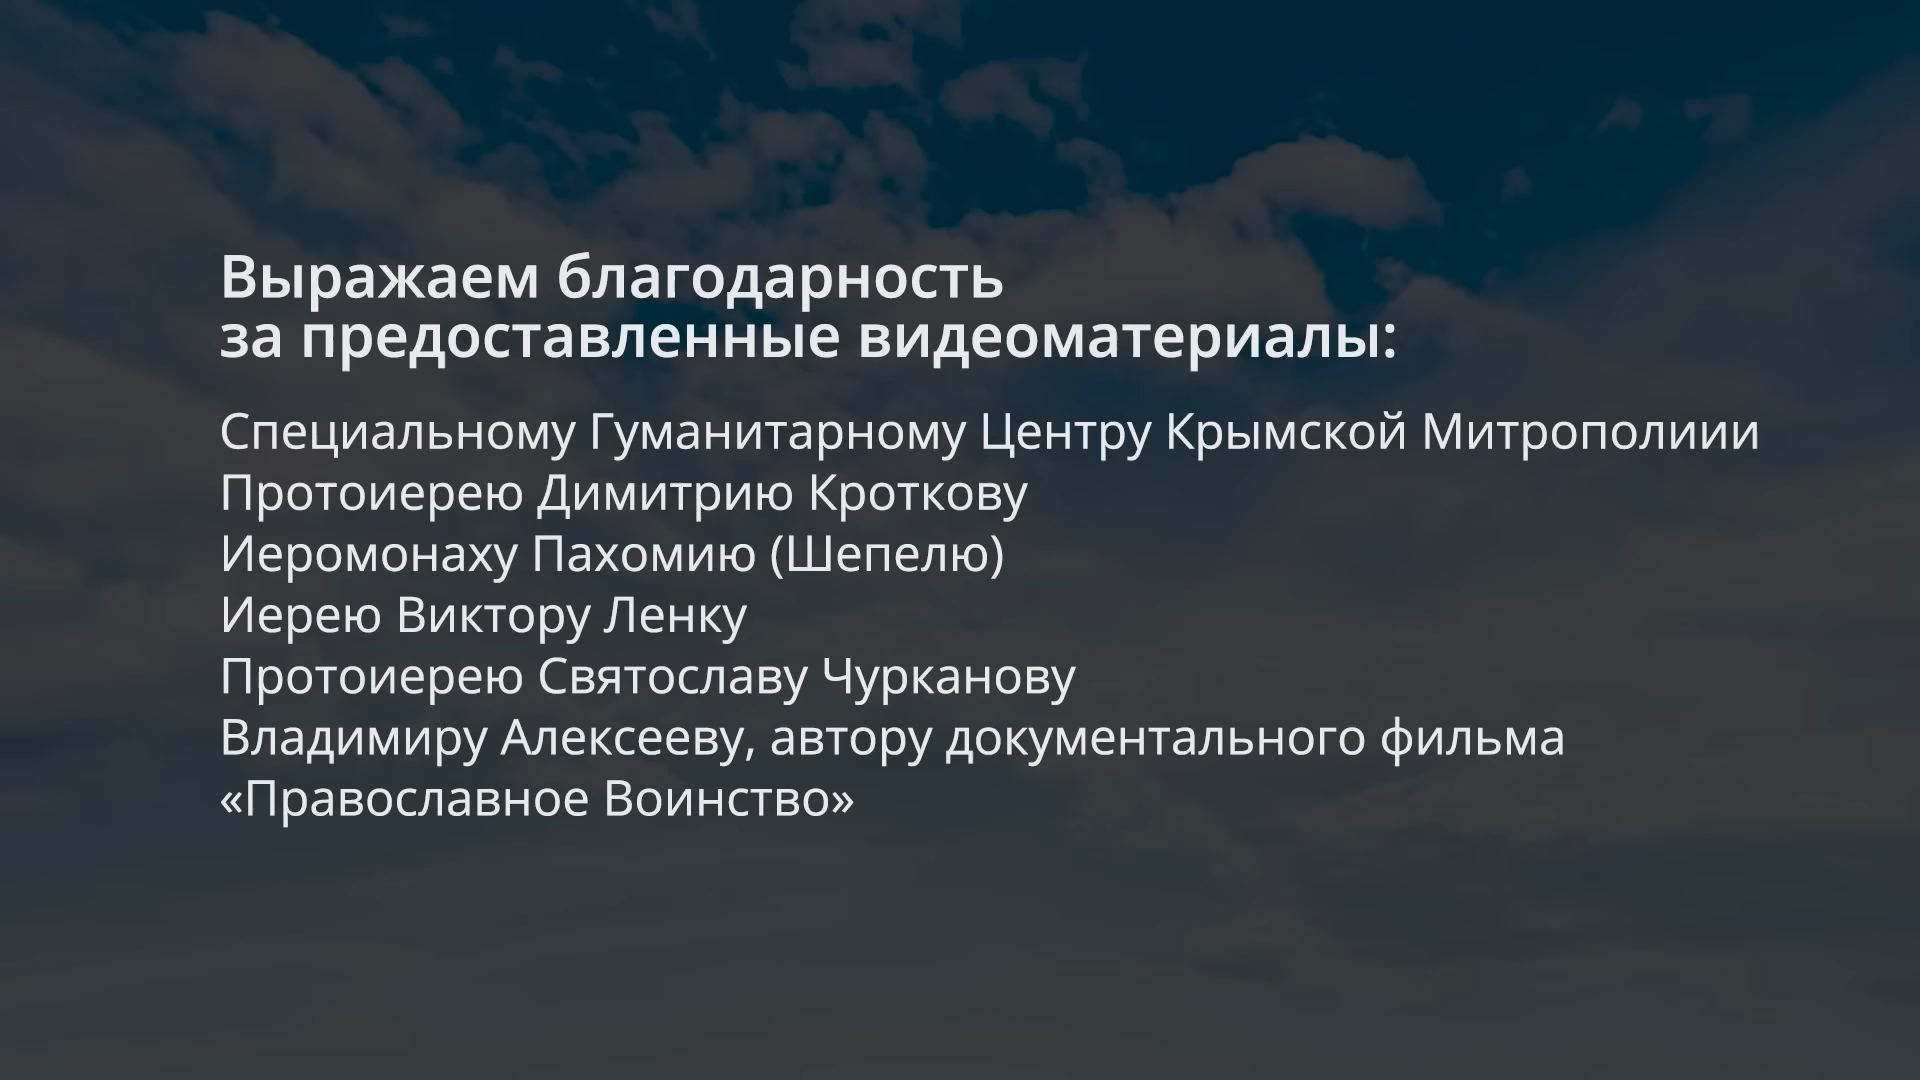 Выражаем благодарность
за предоставленные видеоматериалы:
Специальному Гуманитарному Центру Крымской Митрополиии
Протоиерею Димитрию Кроткову
Иеромонаху Пахомию (Шепелю)
Иерею Виктору Ленку
Протоиерею Святославу Чурканову
Владимиру Алексееву, автору документального фильма
«Православное Воинство»